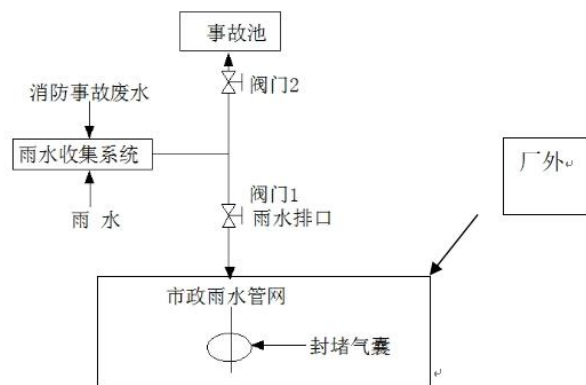 事故池
阀门2
消防事故废水
雨水收集系统
厂外
阀门1
雨水排口
雨 水
市政雨水管网
封堵气囊